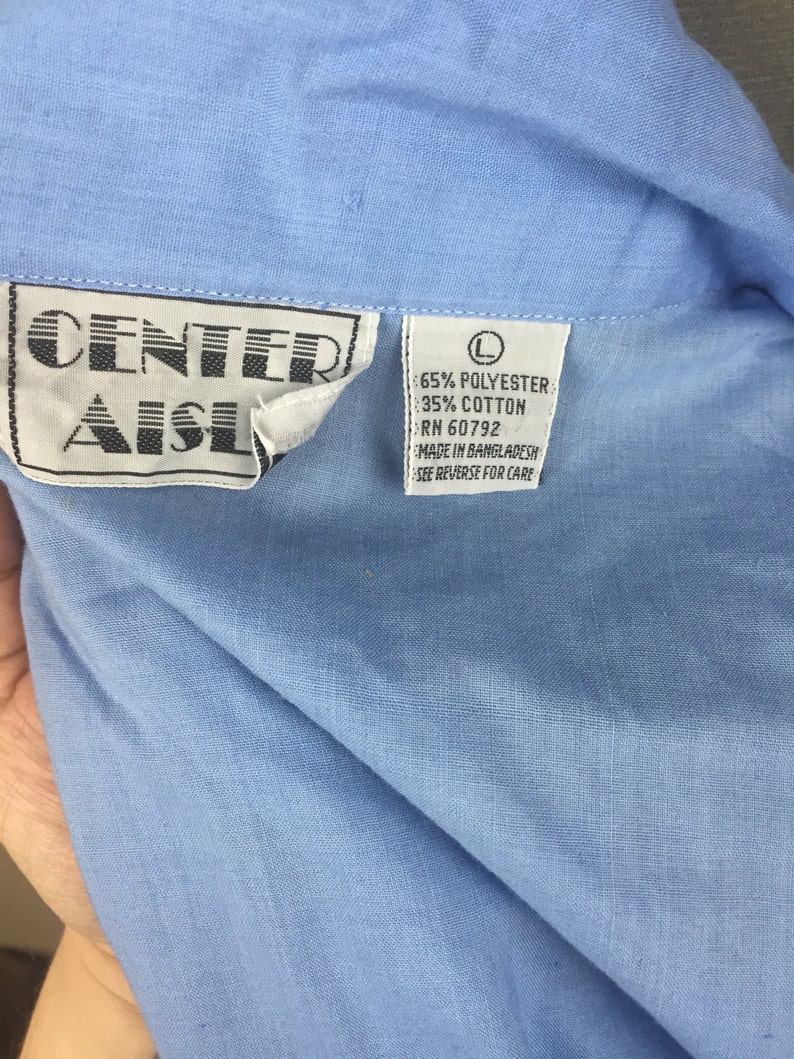 CENTER
AISL
L
65% POLYESTER
35% COTTON
RN 60792
MADE IN BANGLADESH
SEE REVERSE FOR CARE